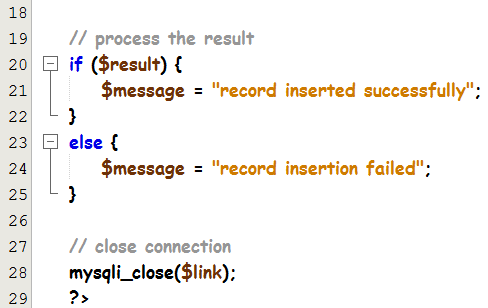 18
19 // process the result
20 if ($result) {
21 $message = "record inserted successfully";
22 }
23 else {
24 $message = "record insertion failed";
25 }
26
27 // close connection
28 mysqli_close($link);
29 ?>